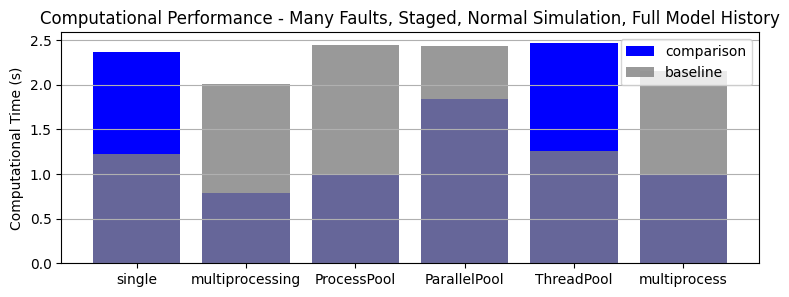 Computational Performance - Many Faults, Staged, Normal Simulation, Full Model History
Computational Time (s)
2.5
2.0
1.5
1.0
0.5
0.0
comparison
baseline
single
multiprocessing
ProcessPool
ParallelPool
ThreadPool
multiprocess